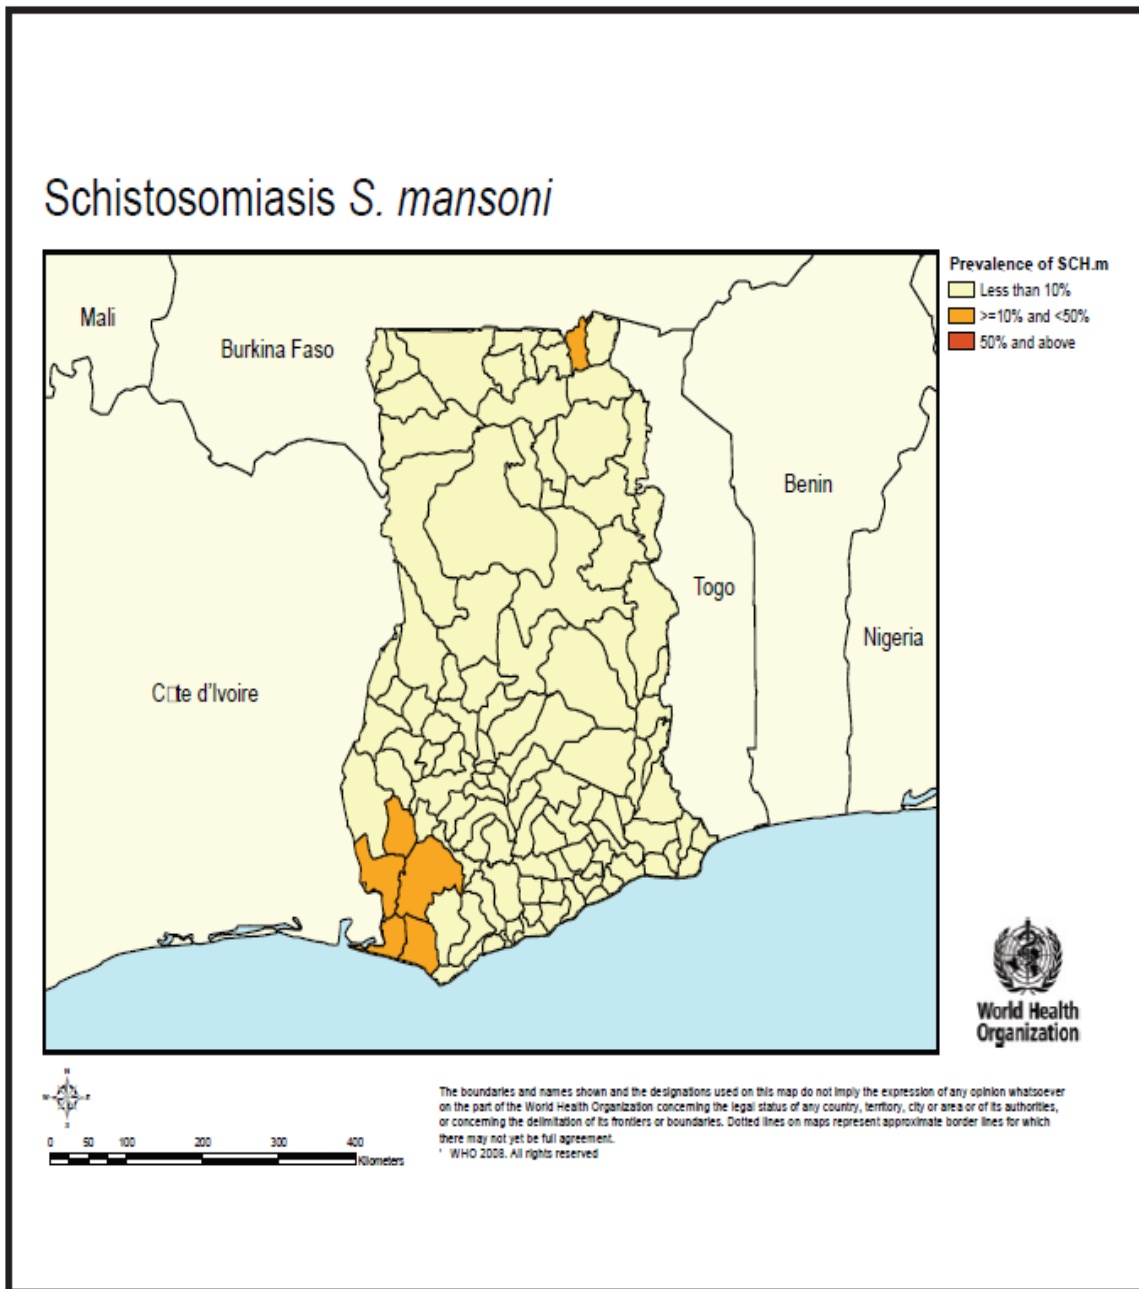 Schistosomiasis S. mansoni
Prevalence of SCH.m
Less than 10%
>=10% and <50%
50% and above
Mali
Burkina Faso
Benin
Togo
Nigeria
C□te d'Ivoire
World Health
Organization
N
W E
S
0 50 100 200 300 400
Kilometers
The boundaries and names shown and the designations used on this map do not imply the expression of any opinion whatsoever
on the part of the World Health Organization concerning the legal status of any country, territory, city or area or of its authorities,
or concerning the delimitation of its frontiers or boundaries. Dotted lines on maps represent approximate border lines for which
there may not yet be full agreement.
' WHO 2008. All rights reserved